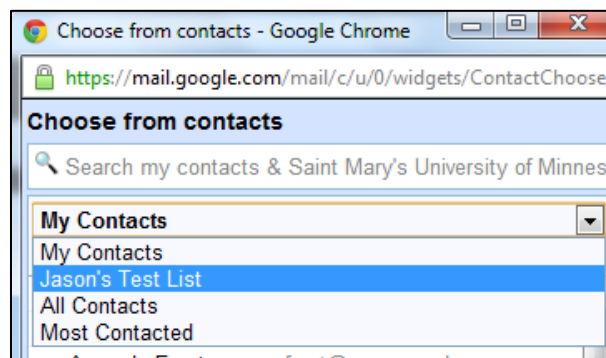 Choose from contacts - Google Chrome
https://mail.google.com/mail/c/u/0/widgets/ContactChoose
Choose from contacts
Search my contacts & Saint Mary's University of Minnes
My Contacts
My Contacts
Jason's Test List
All Contacts
Most Contacted